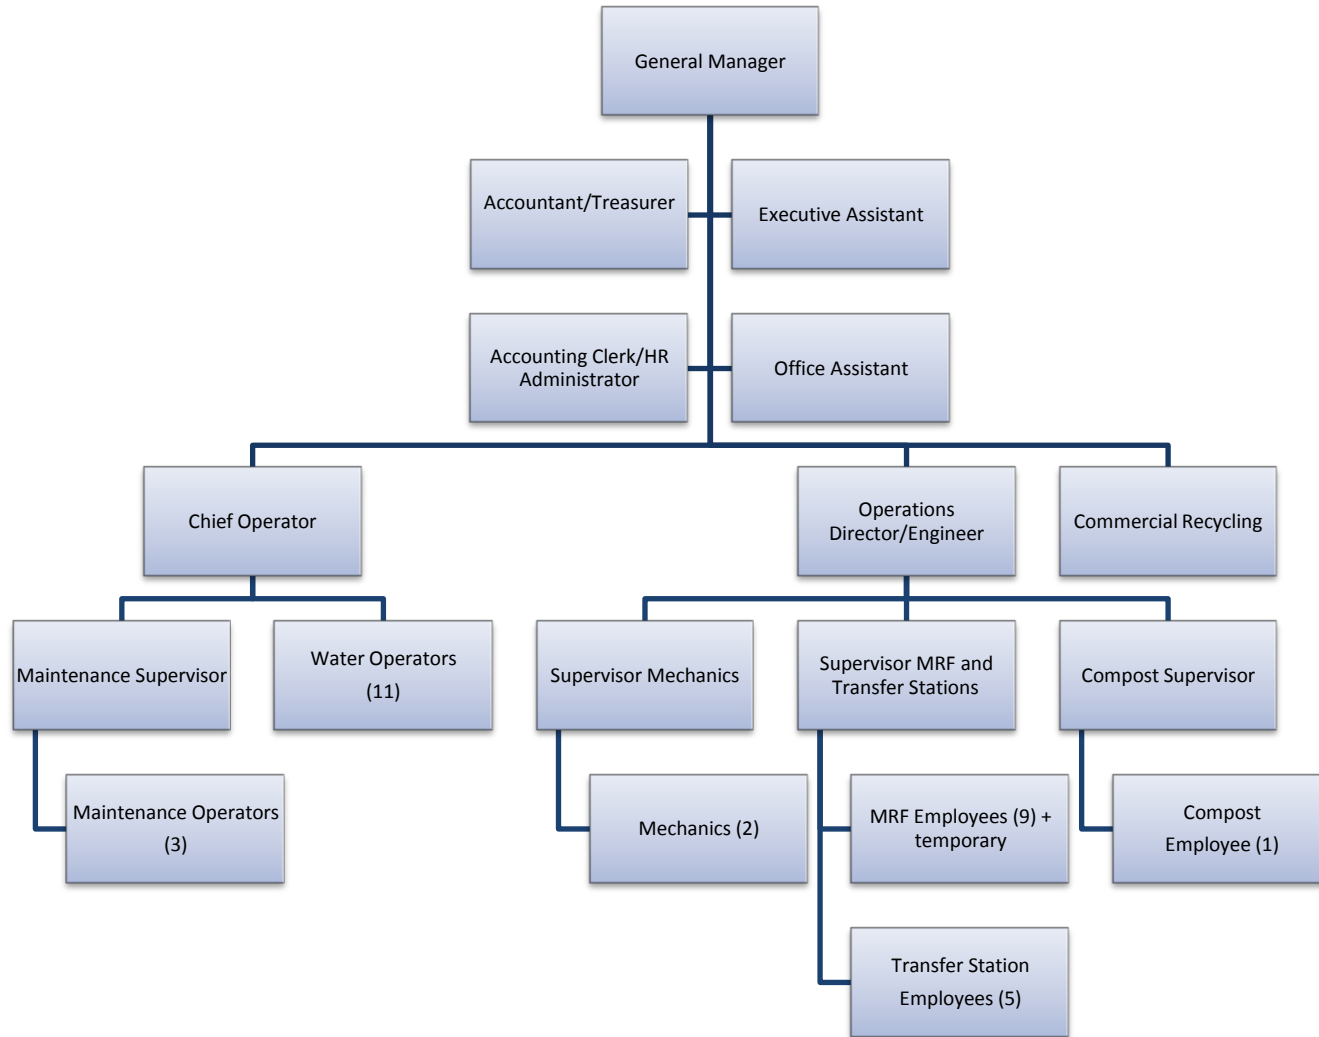 General Manager
Accountant/Treasurer
Executive Assistant
Accounting Clerk/HR
Administrator
Office Assistant
Chief Operator
Operations
Director/Engineer
Commercial Recycling
Maintenance Supervisor
Water Operators
(11)
Supervisor Mechanics
Supervisor MRF and
Transfer Stations
Compost Supervisor
Maintenance Operators
(3)
Mechanics (2)
MRF Employees (9) +
temporary
Compost
Employee (1)
Transfer Station
Employees (5)